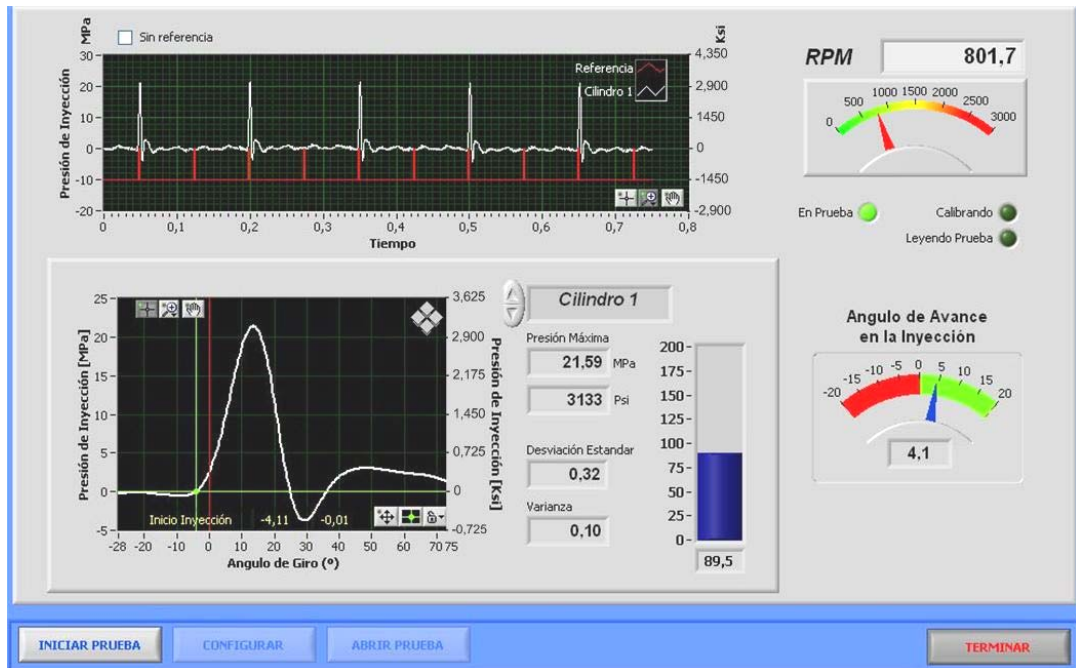 MPa
Sin referencia
Ksi
Presión de Inyección
30
20
10
0
-10
-20
4,350
2,900
1450
0
-1450
-2,900
Referencia
Cilindro 1
0 0,1 0,2 0,3 0,4 0,5 0,6 0,7 0,8
Tiempo
RPM 801,7
0 500 1000 1500 2000 2500 3000
En Prueba Calibrando
Leyendo Prueba
Presión de Inyección [MPa]
25
20
15
10
5
0
-5
3,625
2,900
2,175
1,450
0,725
0
-0,725
Presión de Inyección [Ksi]
Inicio Inyección -4,11 -0,01
-28 -20 -10 0 10 20 30 40 50 60 70 75
Angulo de Giro (º)
Cilindro 1
Presión Máxima
21,59 MPa
3133 Psi
Desviación Estandar
0,32
Varianza
0,10
200
175
150
125
100
75
50
25
0
89,5
Angulo de Avance
en la Inyección
-20 -15 -10 -5 0 5 10 15 20
4,1
INICIAR PRUEBA CONFIGURAR ABRIR PRUEBA TERMINAR